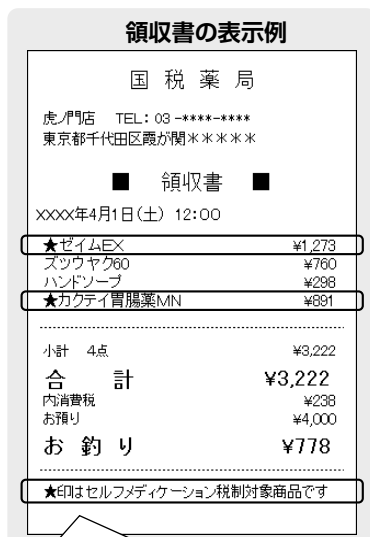 領収書の表示例
国税薬局
虎ノ門店 TEL:03-****-****
東京都千代田区霞が関*****
■ 領収書 ■
XXXX年4月1日(土) 12:00
★ゼイムEX ¥1,273
ズツウヤク60 ¥760
ハンドソープ ¥298
★カクテイ胃腸薬MN ¥891
小計 4点 ¥3,222
合計 ¥3,222
内消費税 ¥238
お預り ¥4,000
お釣り ¥778
★印はセルフメディケーション税制対象商品です